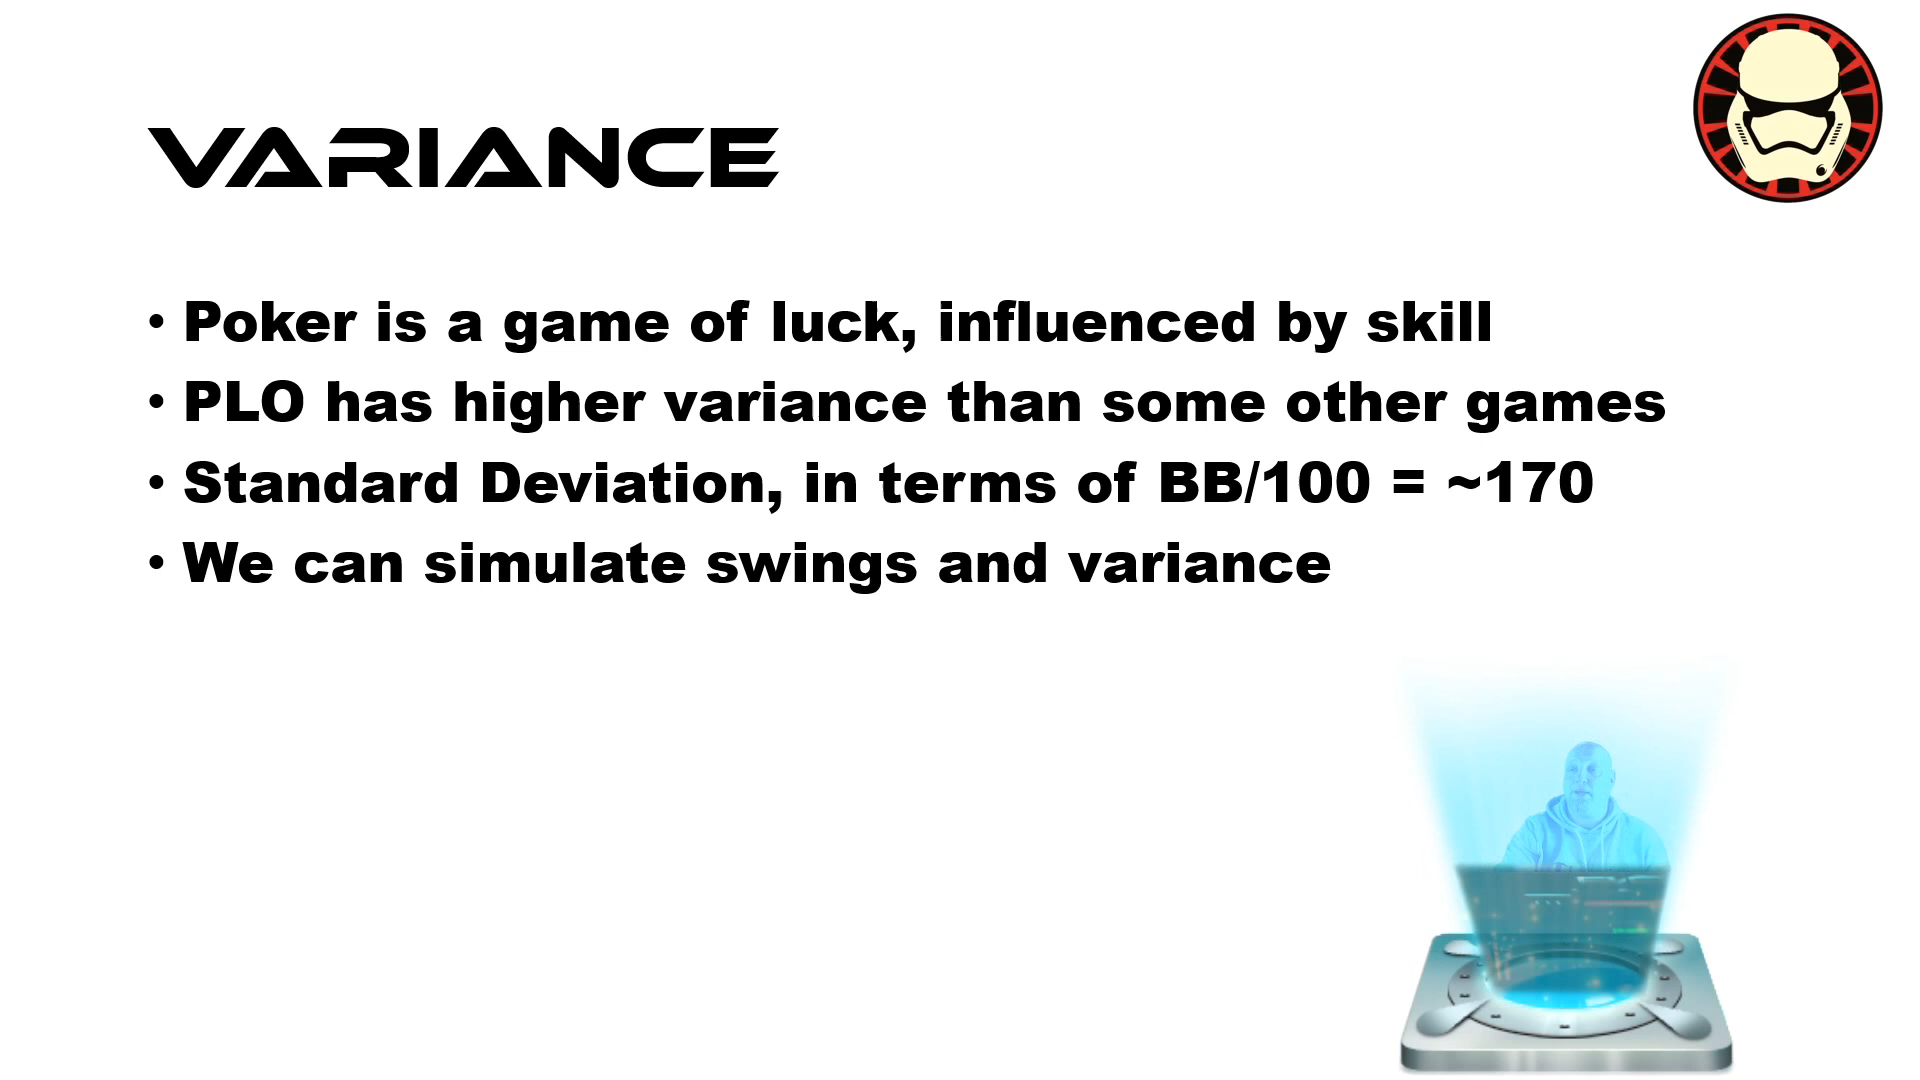 VARIANCE
• Poker is a game of luck, influenced by skill
• PLO has higher variance than some other games
• Standard Deviation, in terms of BB/100 = ~170
• We can simulate swings and variance